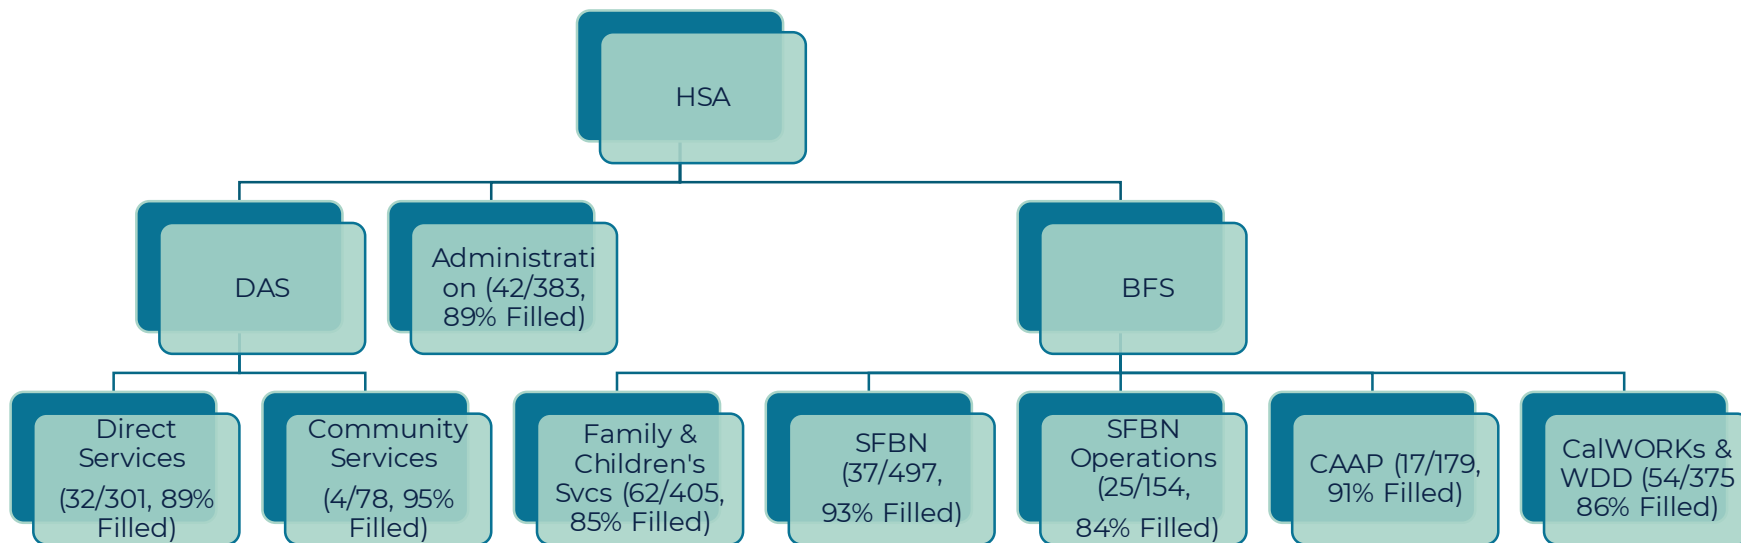 HSA
DAS
Administrati
on (42/383,
89% Filled)
BFS
Direct
Services
(32/301, 89%
Filled)
Community
Services
(4/78, 95%
Filled)
Family &
Children's
Svcs (62/405,
85% Filled)
SFBN
(37/497,
93% Filled)
SFBN
Operations
(25/154,
84% Filled)
CAAP (17/179,
91% Filled)
CalWORKs &
WDD (54/375
86% Filled)